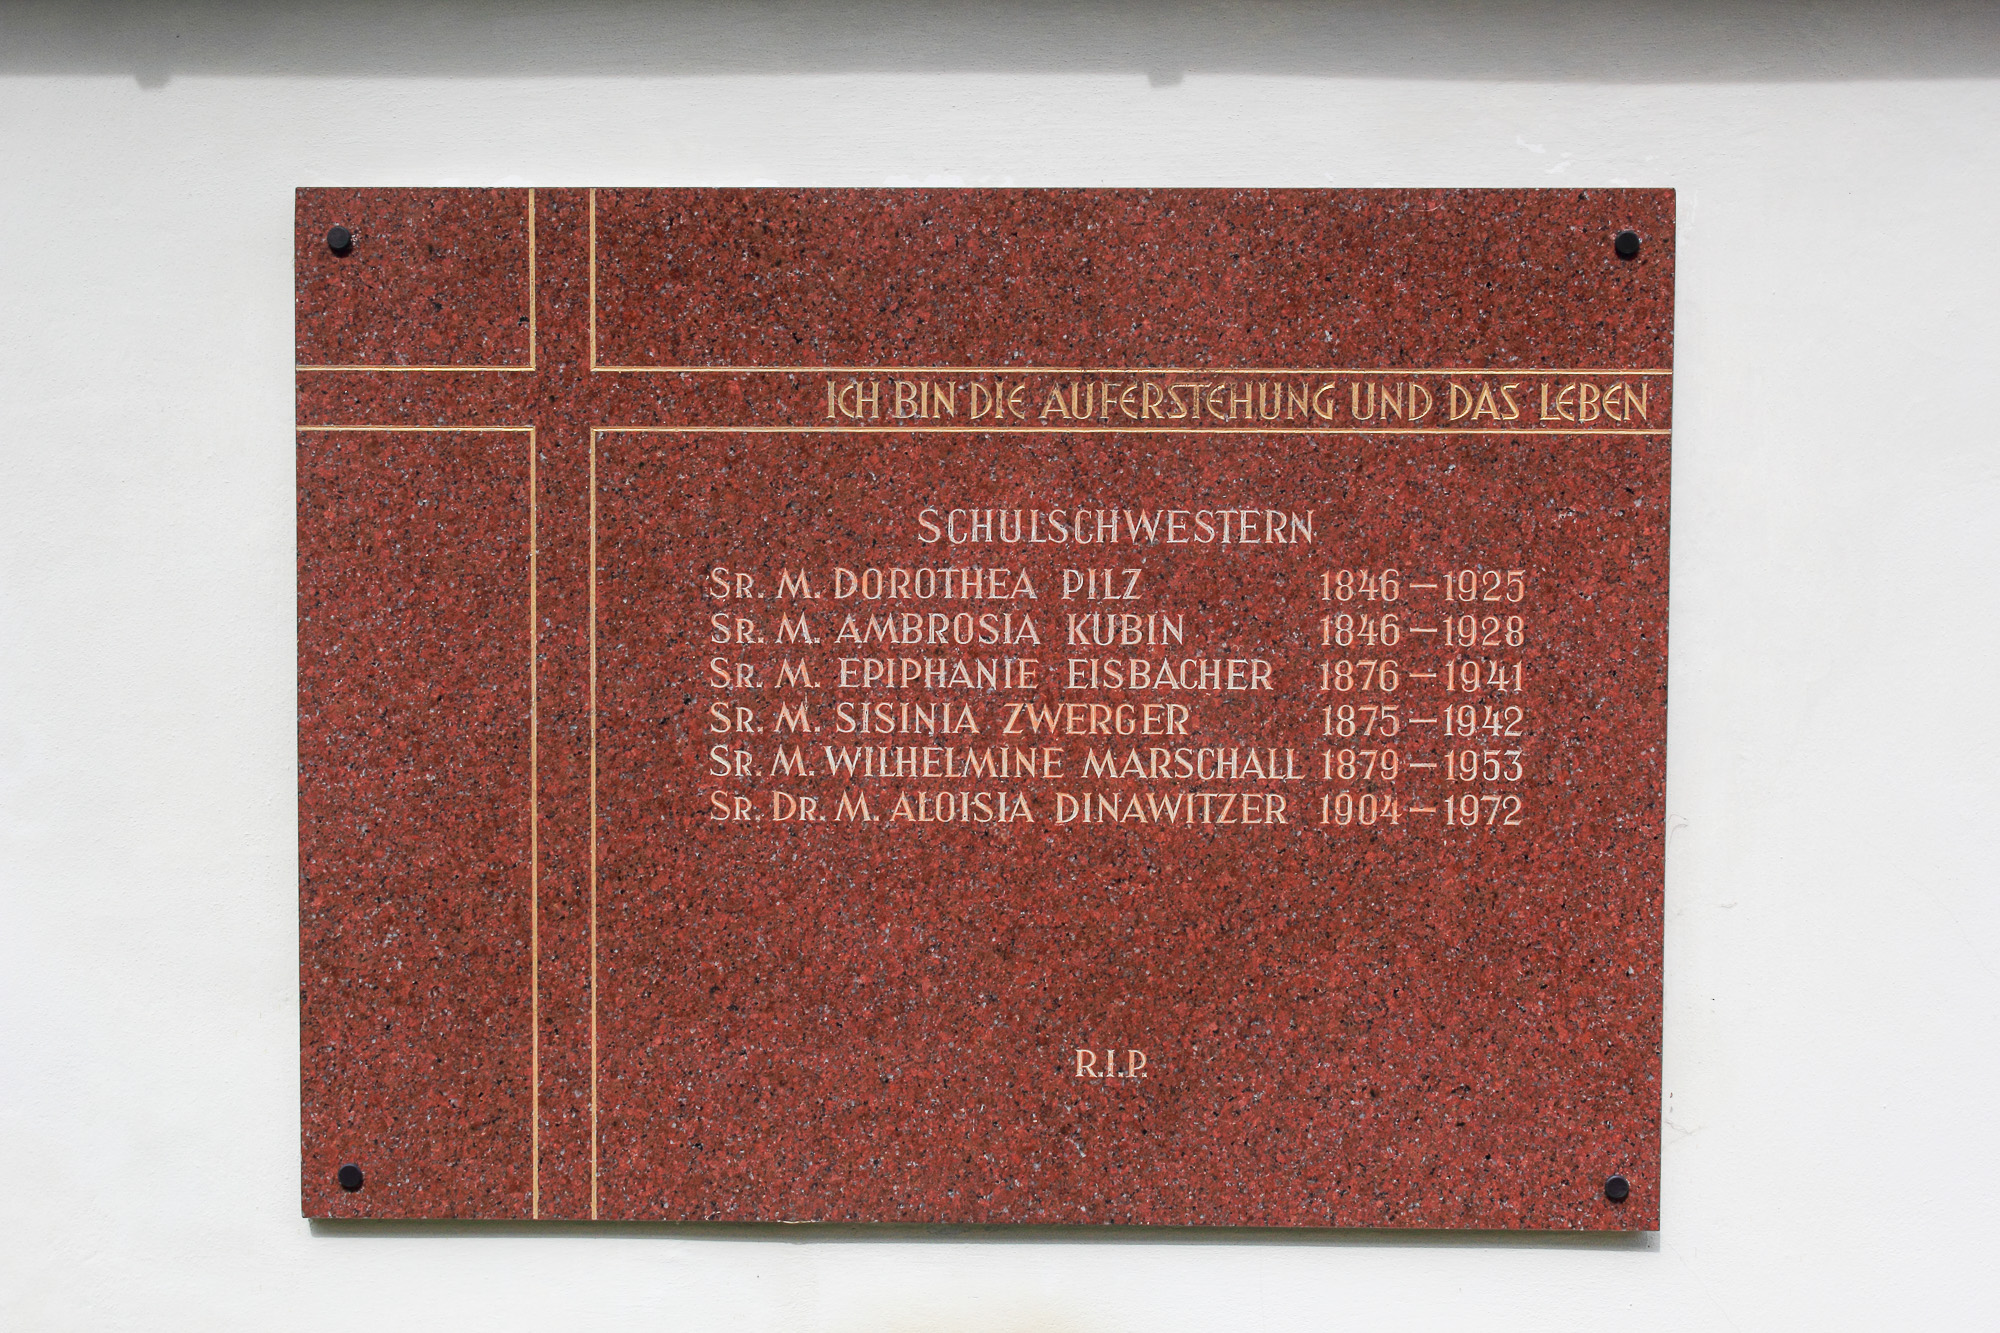 ICH BIN DIE AUFERSTEHUNG UND DAS LEBEN
SCHULSCHWESTERN
SR. M. DOROTHEA PILZ 1846 – 1925
SR. M. AMBROSIA KUBIN 1846 – 1928
SR. M. EPIPHANIE EISBACHER 1876 – 1941
SR. M. SISINIA ZWERGER 1875 – 1942
SR. M. WILHELMINE MARSCHALL 1879 – 1953
SR. DR. M. ALOISIA DINAWITZER 1904 – 1972
R.I.P.